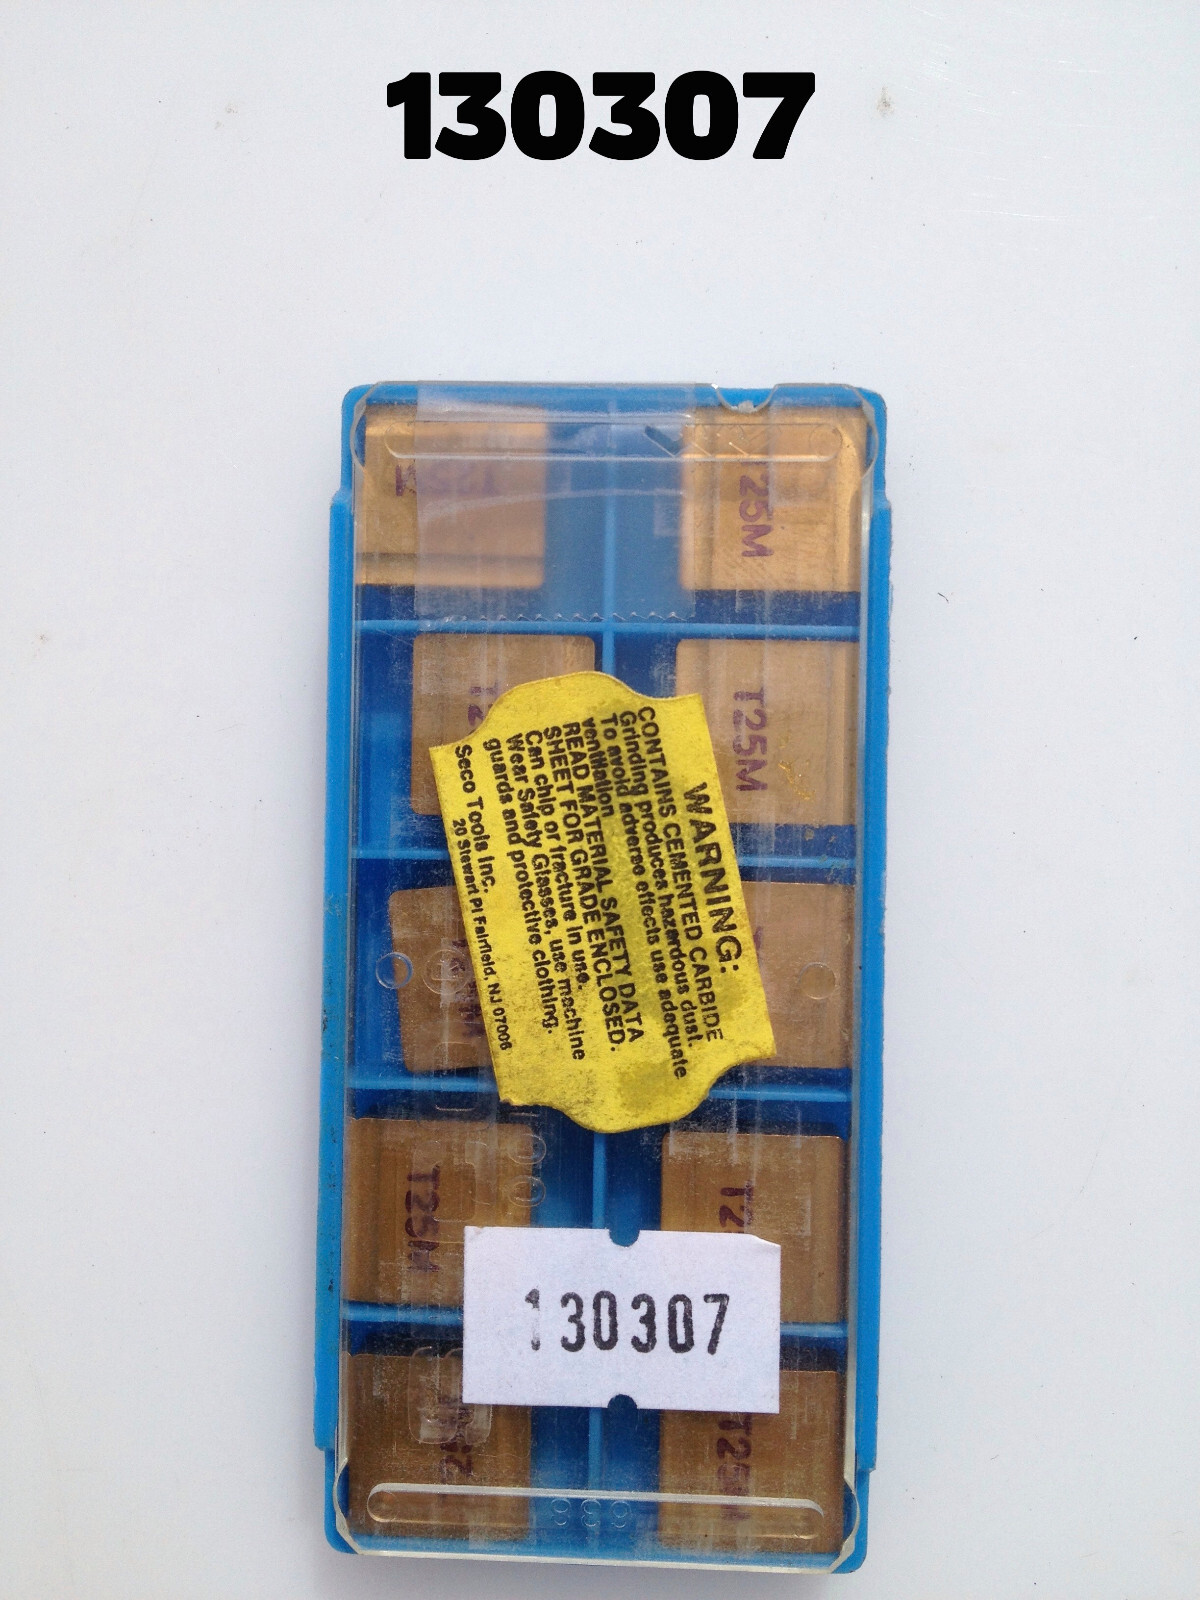 130307
T25M
T25M
WARNING:
CONTAINS CEMENTED CARBIDE
Grinding produces hazardous dust.
To avoid adverse effects use adequate
ventilation
READ MATERIAL SAFETY DATA
SHEET FOR GRADE ENCLOSED.
Can chip or fracture in use.
Wear Safety Glasses, use machine
guards and protective clothing.
Seco Tools Inc.
20 Stewart Pl Fairfield, NJ 07006
T25M
130307
T25M